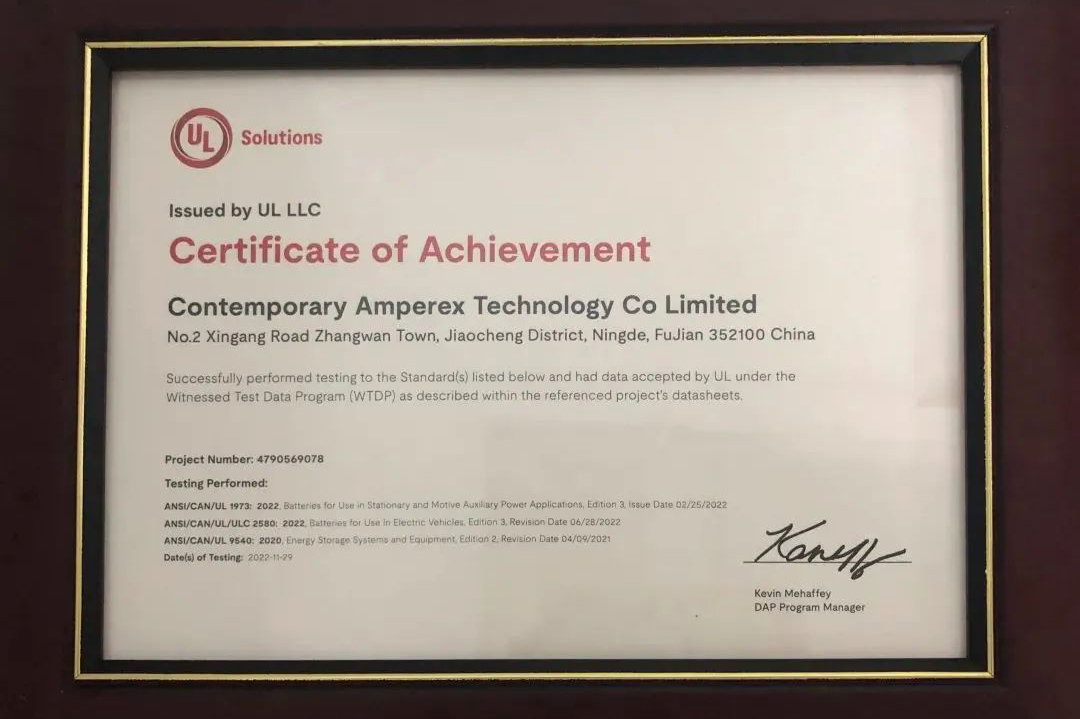 UL Solutions
Issued by UL LLC
Certificate of Achievement
Contemporary Amperex Technology Co Limited
No.2 Xingang Road Zhangwan Town, Jiaocheng District, Ningde, FuJian 352100 China
Successfully performed testing to the Standard(s) listed below and had data accepted by UL under the
Witnessed Test Data Program (WTDP) as described within the referenced project's datasheets.
Project Number: 4790569078
Testing Performed:
ANSI/CAN/UL 1973: 2022, Batteries for Use in Stationary and Motive Auxiliary Power Applications, Edition 3, Issue Date 02/25/2022
ANSI/CAN/UL/ULC 2580: 2022, Batteries for Use In Electric Vehicles, Edition 3, Revision Date 06/28/2022
ANSI/CAN/UL 9540: 2020, Energy Storage Systems and Equipment, Edition 2, Revision Date 04/09/2021
Date(s) of Testing: 2022-11-29
Kevin Mehaffey
DAP Program Manager